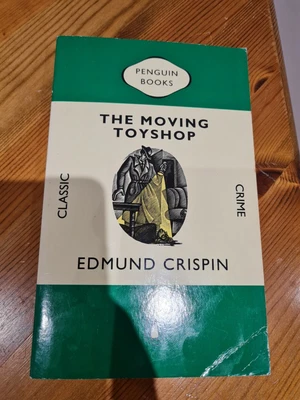 PENGUIN
BOOKS
THE MOVING
TOYSHOP
CLASSIC
CRIME
EDMUND CRISPIN